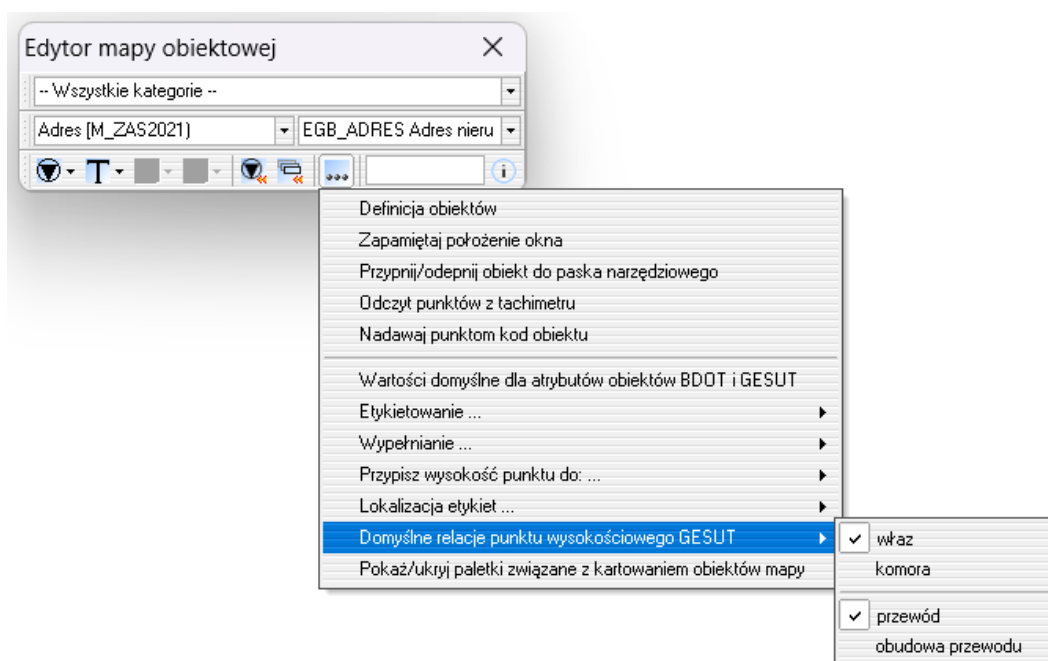 Edytor mapy obiektowej
-- Wszystkie kategorie --
Adres (M_ZAS2021) EGB_ADRES Adres nieru
Definicja obiektów
Zapamiętaj położenie okna
Przypnij/odepnij obiekt do paska narzędziowego
Odczyt punktów z tachimetru
Nadawaj punktom kod obiektu
Wartości domyślne dla atrybutów obiektów BDOT i GESUT
Etykietowanie ...
Wypełnianie ...
Przypisz wysokość punktu do: ...
Lokalizacja etykiet ...
Domyślne relacje punktu wysokościowego GESUT
Pokaż/ukryj paletki związane z kartowaniem obiektów mapy
właz
komora
przewód
obudowa przewodu